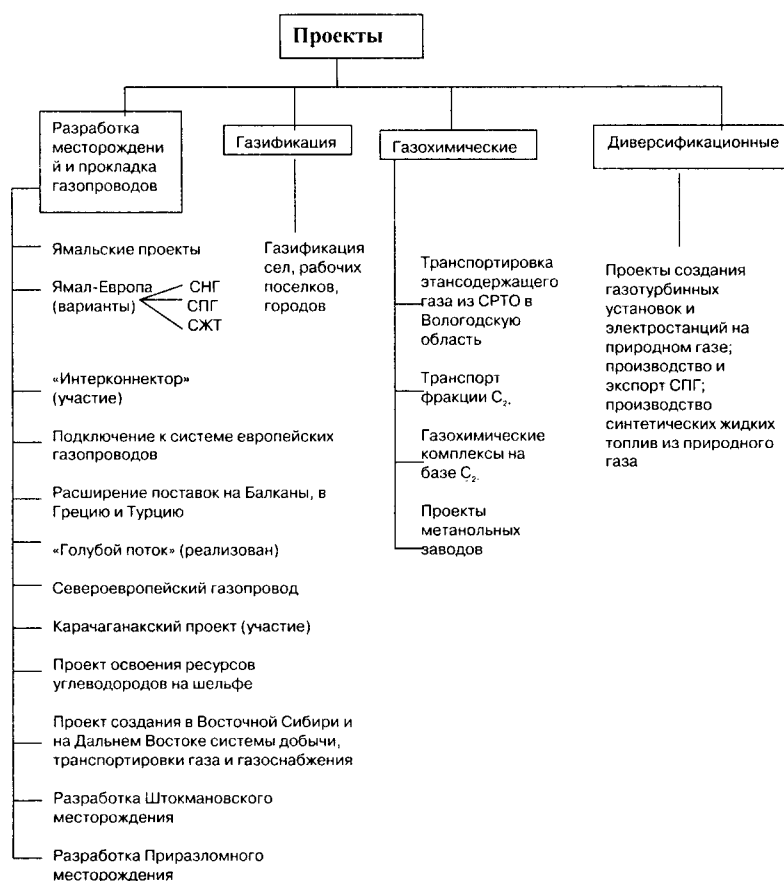 Проекты
Разработка
месторождени
й и прокладка
газопроводов
Газификация
Газохимические
Диверсификационные
Ямальские проекты
Ямал-Европа
(варианты)
СНГ
СПГ
СЖТ
«Интерконнектор»
(участие)
Подключение к системе европейских
газопроводов
Расширение поставок на Балканы, в
Грецию и Турцию
«Голубой поток» (реализован)
Североевропейский газопровод
Карачаганакский проект (участие)
Проект освоения ресурсов
углеводородов на шельфе
Проект создания в Восточной Сибири и
на Дальнем Востоке системы добычи,
транспортировки газа и газоснабжения
Разработка Штокмановского
месторождения
Разработка Приразломного
месторождения
Газификация
сел, рабочих
поселков,
городов
Транспортировка
этансодержащего
газа из СРТО в
Вологодскую
область
Транспорт
фракции С₂.
Газохимические
комплексы на
базе С₂.
Проекты
метанольных
заводов
Проекты создания
газотурбинных
установок и
электростанций на
природном газе;
производство и
экспорт СПГ;
производство
синтетических жидких
топлив из природного
газа